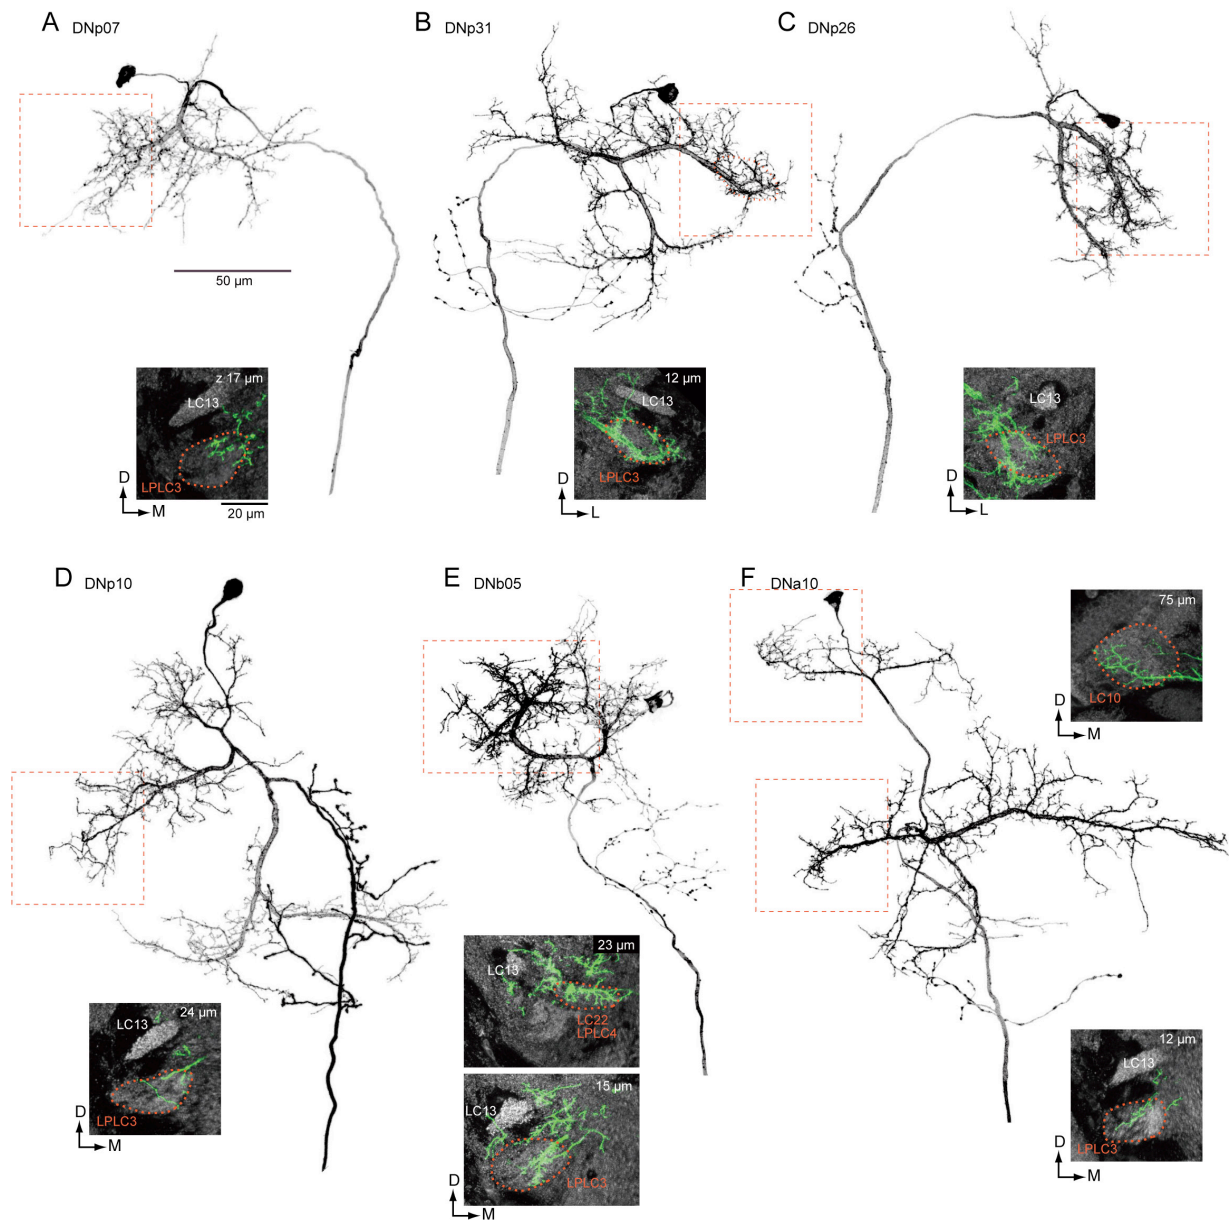 A DNp07
B DNp31
C DNp26
50 µm
z 17 µm
LC13
LPLC3
D
M
20 µm
12 µm
LC13
LPLC3
D
L
LC13
LPLC3
D
L
D DNp10
E DNb05
F DNa10
75 µm
LC10
D
M
24 µm
LC13
LPLC3
D
M
23 µm
LC13
LC22
LPLC4
15 µm
LC13
LPLC3
D
M
12 µm
LC13
LPLC3
D
M